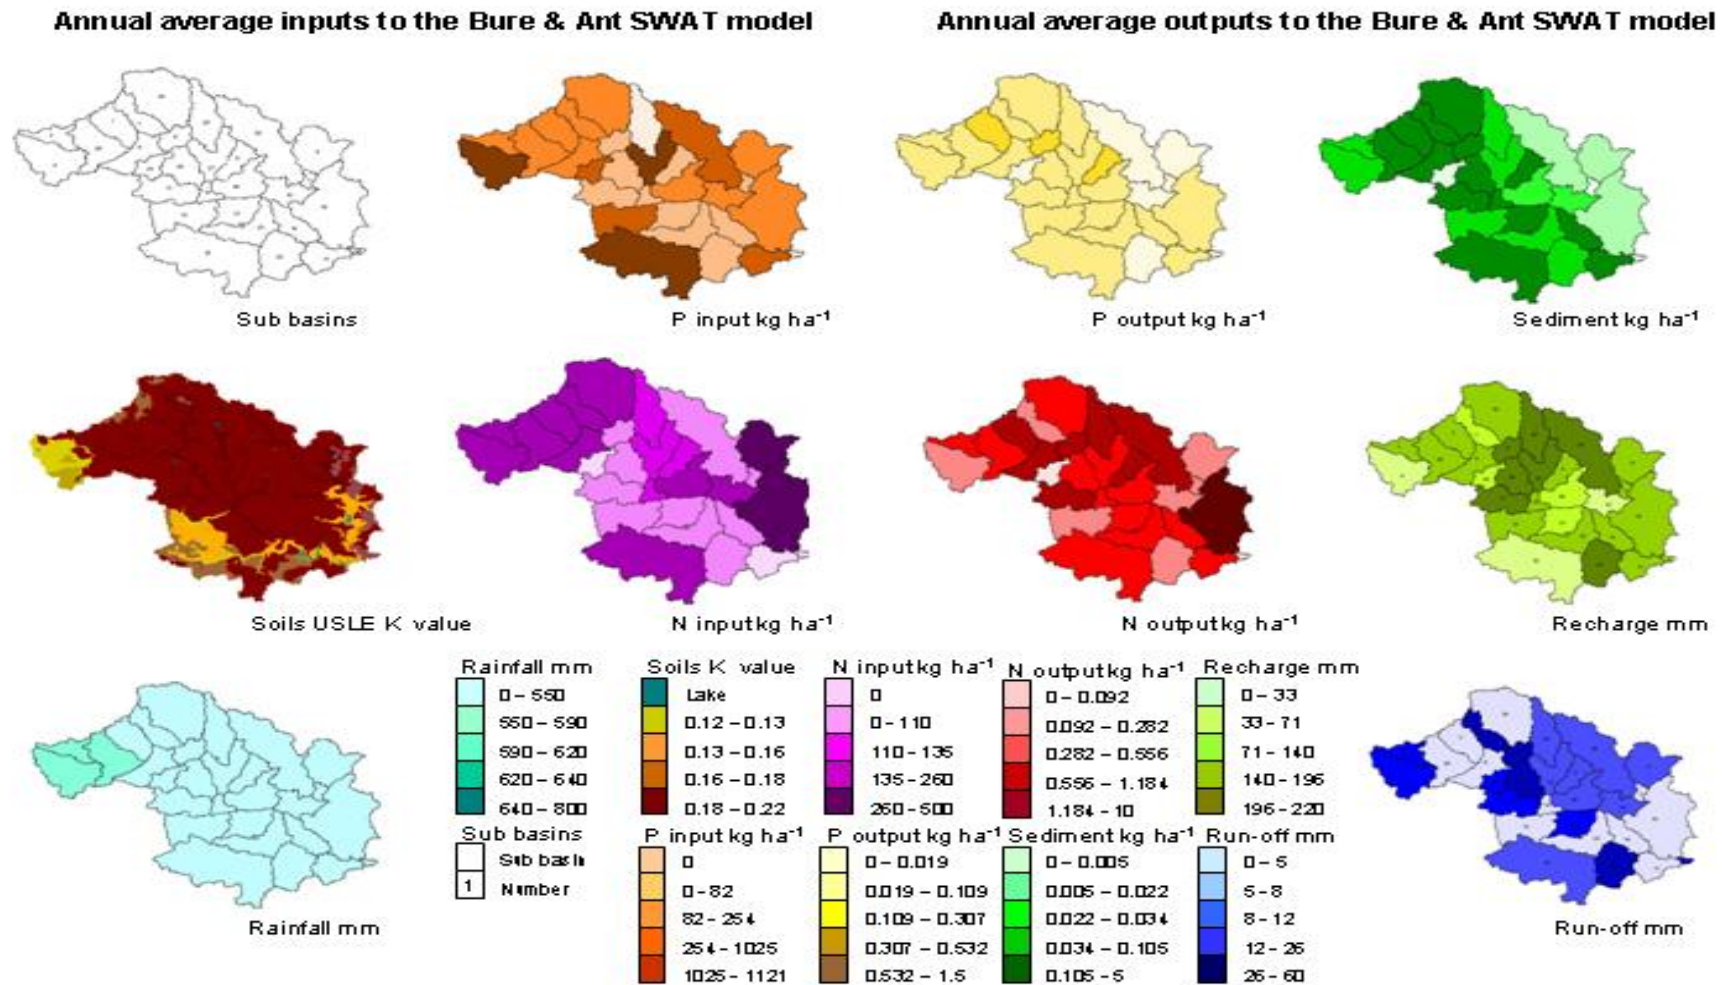 Annual average inputs to the Bure & Ant SWAT model
Annual average outputs to the Bure & Ant SWAT model
Sub basins
P input kg ha⁻¹
P output kg ha⁻¹
Sediment kg ha⁻¹
Soils USLE K value
N input kg ha⁻¹
N output kg ha⁻¹
Recharge mm
Rainfall mm
Run-off mm
Rainfall mm
0 – 550
550 – 590
590 – 620
620 – 640
640 – 800
Sub basins
Sub basin
1 Number
Soils K value
Lake
0.12 – 0.13
0.13 – 0.16
0.16 – 0.18
0.18 – 0.22
P input kg ha⁻¹
0
0 – 82
82 – 254
254 – 1025
1025 – 1121
N input kg ha⁻¹
0
0 – 110
110 – 135
135 – 260
260 – 500
P output kg ha⁻¹
0 – 0.019
0.019 – 0.109
0.109 – 0.307
0.307 – 0.532
0.532 – 1.5
N output kg ha⁻¹
0 – 0.092
0.092 – 0.282
0.282 – 0.556
0.556 – 1.184
1.184 – 10
Sediment kg ha⁻¹
0 – 0.005
0.005 – 0.022
0.022 – 0.034
0.034 – 0.105
0.105 – 5
Recharge mm
0 – 33
33 – 71
71 – 140
140 – 196
196 – 220
Run-off mm
0 – 5
5 – 8
8 – 12
12 – 26
26 – 60